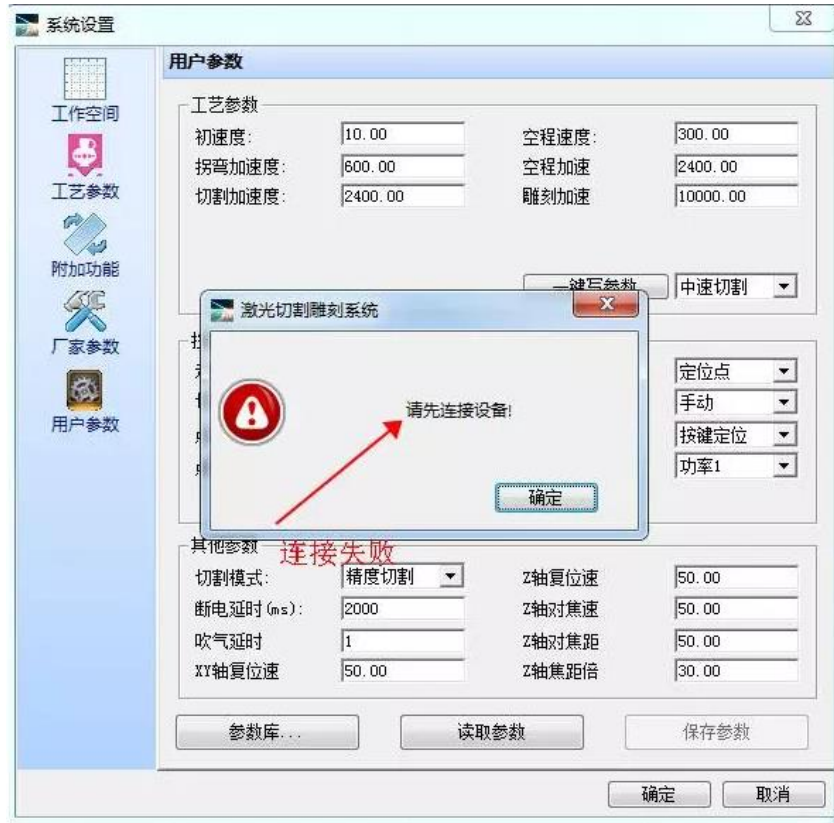 系统设置
工作空间
工艺参数
附加功能
厂家参数
用户参数
用户参数
工艺参数
初速度: 10.00 空程速度: 300.00
拐弯加速度: 600.00 空程加速 2400.00
切割加速度: 2400.00 雕刻加速 10000.00
一键写参数 中速切割
激光切割雕刻系统
请先连接设备!
确定
定位点
手动
按键定位
功率1
连接失败
其他参数
切割模式: 精度切割 Z轴复位速 50.00
断电延时(ms): 2000 Z轴对焦速 50.00
吹气延时 1 Z轴对焦距 50.00
XY轴复位速 50.00 Z轴焦距倍 30.00
参数库... 读取参数 保存参数
确定 取消